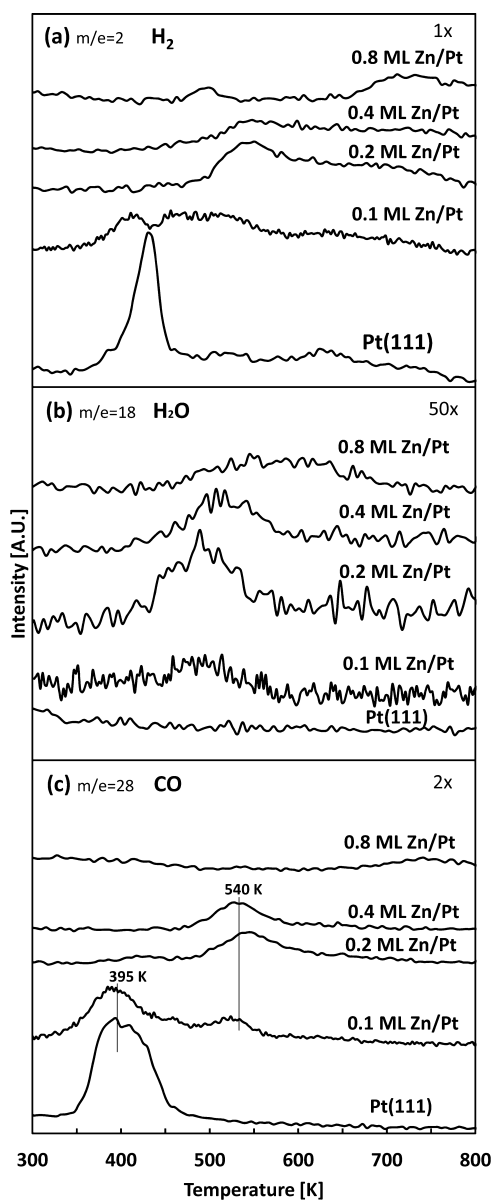 (a) m/e=2 H₂ 1x
0.8 ML Zn/Pt
0.4 ML Zn/Pt
0.2 ML Zn/Pt
0.1 ML Zn/Pt
Pt(111)
(b) m/e=18 H₂O 50x
0.8 ML Zn/Pt
0.4 ML Zn/Pt
0.2 ML Zn/Pt
0.1 ML Zn/Pt
Pt(111)
Intensity [A.U.]
(c) m/e=28 CO 2x
0.8 ML Zn/Pt
540 K
0.4 ML Zn/Pt
0.2 ML Zn/Pt
395 K
0.1 ML Zn/Pt
Pt(111)
300 400 500 600 700 800
Temperature [K]